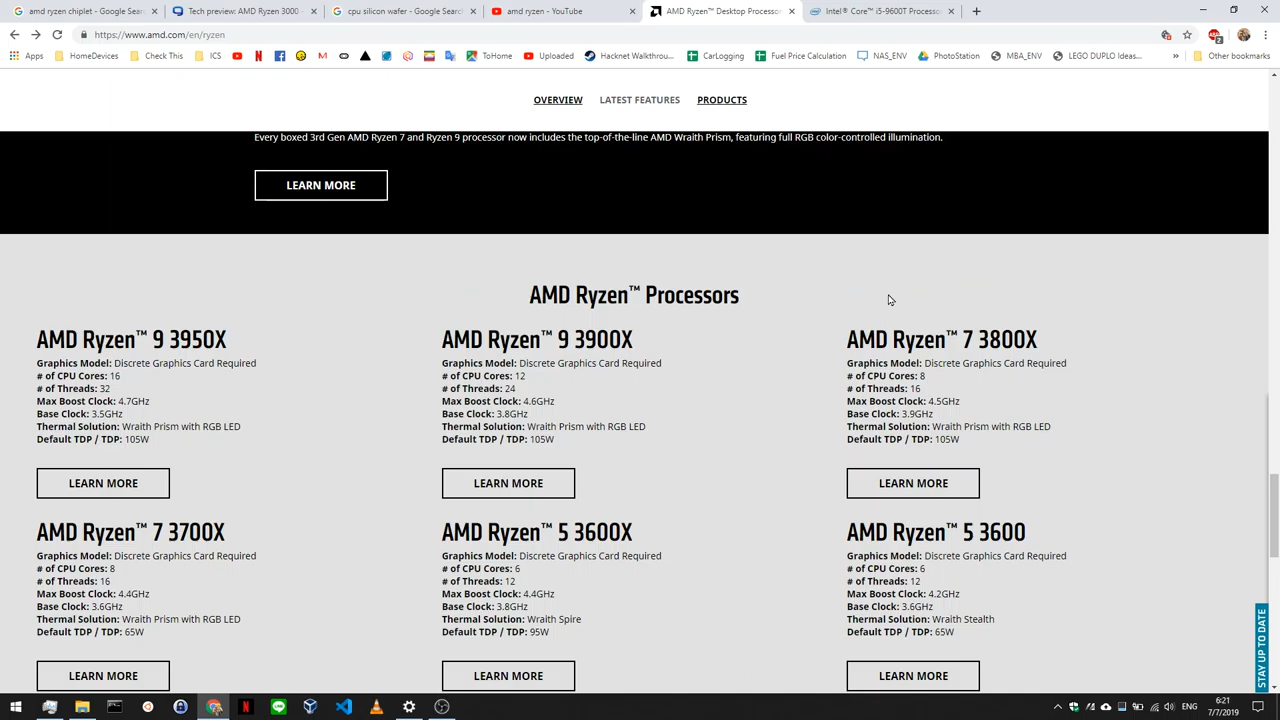 amd ryzen chiplet - Google Sear
Tech preview: AMD Ryzen 3000 -
cpu silicon wafer - Google Search
amd ryzen - YouTube
AMD Ryzen™ Desktop Processor
Intel® Core™ i5-9600T Processor
https://www.amd.com/en/ryzen
Apps
HomeDevices
Check This
ICS
ToHome
Uploaded
Hacknet Walkthrou...
CarLogging
Fuel Price Calculation
NAS_ENV
PhotoStation
MBA_ENV
LEGO DUPLO Ideas...
»
Other bookmarks
OVERVIEW LATEST FEATURES PRODUCTS
Every boxed 3rd Gen AMD Ryzen 7 and Ryzen 9 processor now includes the top-of-the-line AMD Wraith Prism, featuring full RGB color-controlled illumination.
LEARN MORE
AMD Ryzen™ Processors
AMD Ryzen™ 9 3950X
Graphics Model: Discrete Graphics Card Required
# of CPU Cores: 16
# of Threads: 32
Max Boost Clock: 4.7GHz
Base Clock: 3.5GHz
Thermal Solution: Wraith Prism with RGB LED
Default TDP / TDP: 105W
LEARN MORE
AMD Ryzen™ 9 3900X
Graphics Model: Discrete Graphics Card Required
# of CPU Cores: 12
# of Threads: 24
Max Boost Clock: 4.6GHz
Base Clock: 3.8GHz
Thermal Solution: Wraith Prism with RGB LED
Default TDP / TDP: 105W
LEARN MORE
AMD Ryzen™ 7 3800X
Graphics Model: Discrete Graphics Card Required
# of CPU Cores: 8
# of Threads: 16
Max Boost Clock: 4.5GHz
Base Clock: 3.9GHz
Thermal Solution: Wraith Prism with RGB LED
Default TDP / TDP: 105W
LEARN MORE
AMD Ryzen™ 7 3700X
Graphics Model: Discrete Graphics Card Required
# of CPU Cores: 8
# of Threads: 16
Max Boost Clock: 4.4GHz
Base Clock: 3.6GHz
Thermal Solution: Wraith Prism with RGB LED
Default TDP / TDP: 65W
LEARN MORE
AMD Ryzen™ 5 3600X
Graphics Model: Discrete Graphics Card Required
# of CPU Cores: 6
# of Threads: 12
Max Boost Clock: 4.4GHz
Base Clock: 3.8GHz
Thermal Solution: Wraith Spire
Default TDP / TDP: 95W
LEARN MORE
AMD Ryzen™ 5 3600
Graphics Model: Discrete Graphics Card Required
# of CPU Cores: 6
# of Threads: 12
Max Boost Clock: 4.2GHz
Base Clock: 3.6GHz
Thermal Solution: Wraith Stealth
Default TDP / TDP: 65W
LEARN MORE
STAY UP TO DATE
6:21
7/7/2019